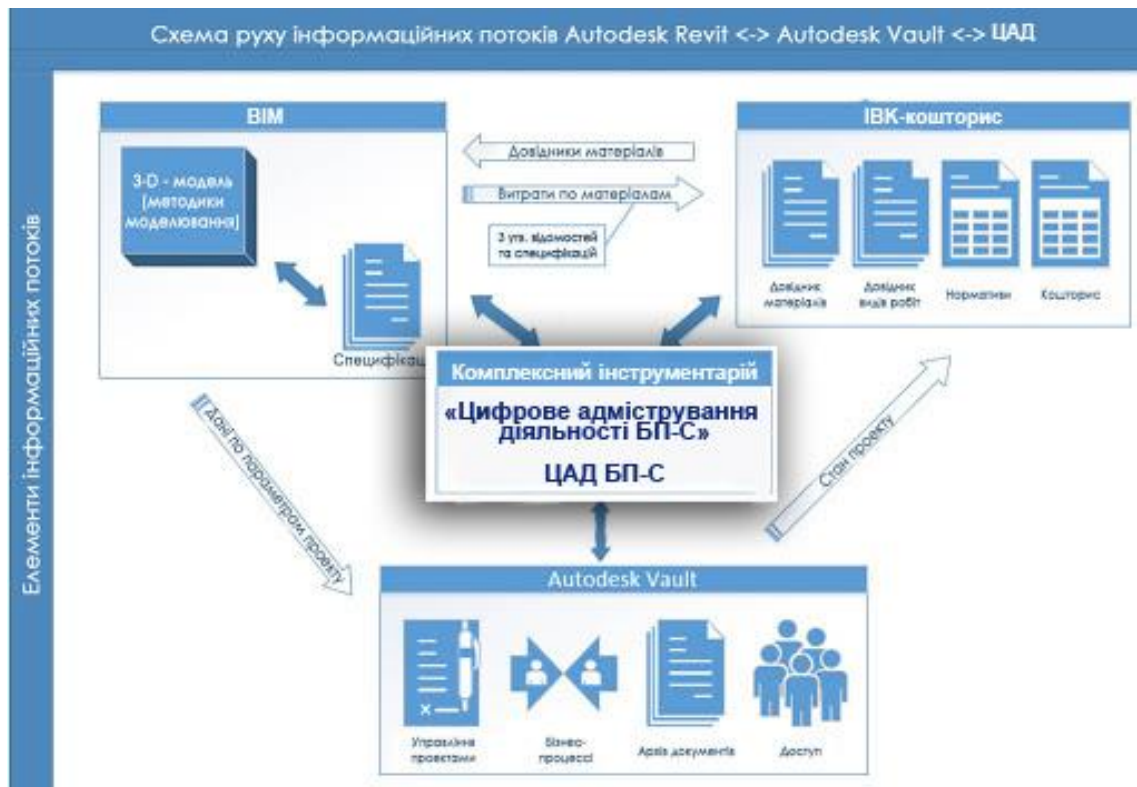 Схема руху інформаційних потоків Autodesk Revit <-> Autodesk Vault <-> ЦАД
Елементи інформаційних потоків
BIM
3-D - модель
(методики
моделювання)
Специфікац
Довідники матеріалів
Витрати по матеріалам
З утв. відомостей
та специфікацій
ІВК-кошторис
Довідник
матеріалів
Довідник
видів робіт
Нормативи
Кошторис
Комплексний інструментарій
«Цифрове адмістрування
діяльності БП-С»
ЦАД БП-С
Дані по параметрам проекту
Стан проекту
Autodesk Vault
Управління
проектами
Бізнес-
процессі
Архів документів
Доступ